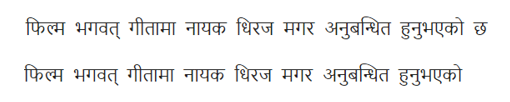 फिल्म भगवत् गीतामा नायक धिरज मगर अनुबन्धित हुनुभएको छ
फिल्म भगवत् गीतामा नायक धिरज मगर अनुबन्धित हुनुभएको